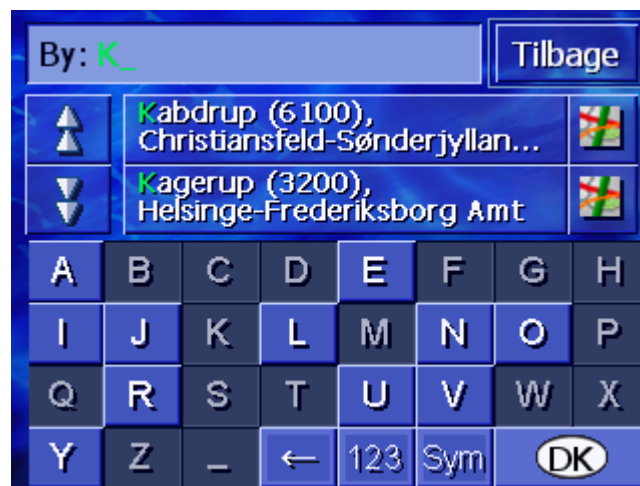 By: K_
Tilbage
Kabdrup (6100),
Christiansfeld-Sønderjyllan...
Kagerup (3200),
Helsinge-Frederiksborg Amt
A B C D E F G H
I J K L M N O P
Q R S T U V W X
Y Z _ ← 123 Sym DK